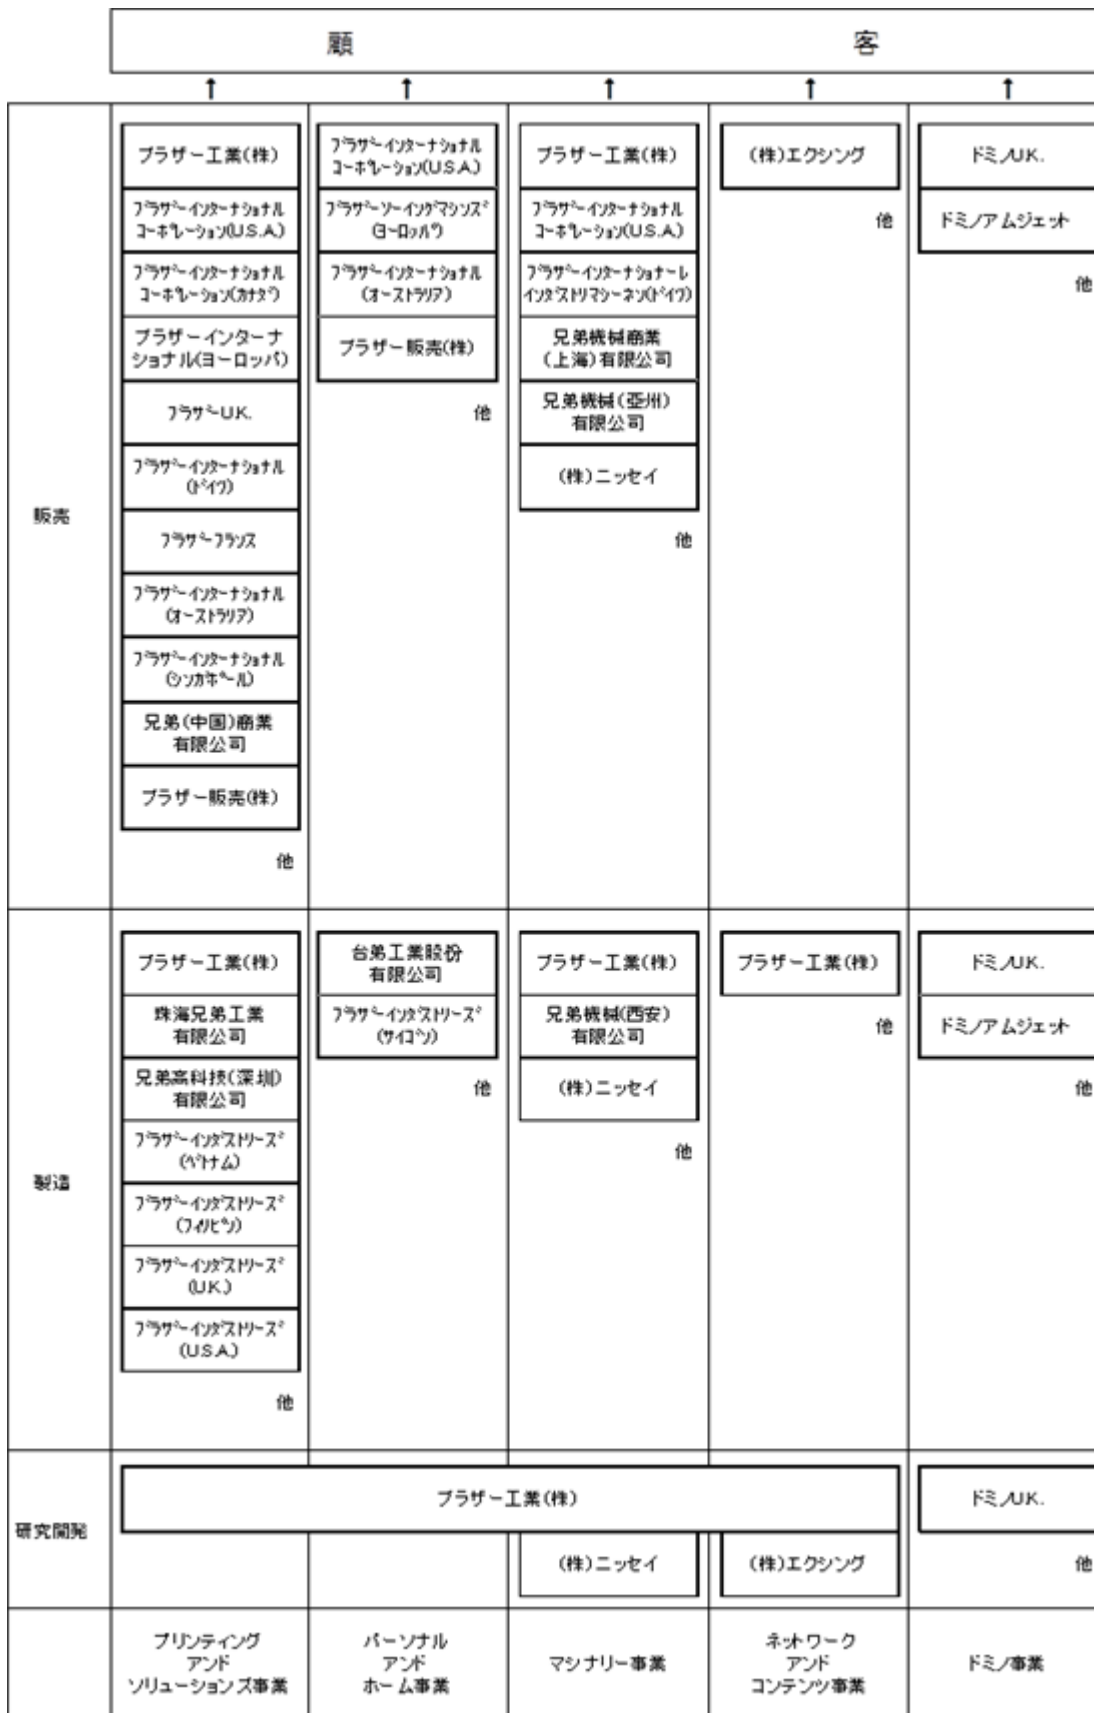 顧客
↑ ↑ ↑ ↑ ↑
販売
ブラザー工業(株)
ブラザーインターナショナル
コーポレーション(U.S.A.)
ブラザーインターナショナル
コーポレーション(カナダ)
ブラザーインターナ
ショナル(ヨーロッパ)
ブラザーU.K.
ブラザーインターナショナル
(ドイツ)
ブラザーフランス
ブラザーインターナショナル
(オーストラリア)
ブラザーインターナショナル
(シンガポール)
兄弟(中国)商業
有限公司
ブラザー販売(株)
他
ブラザーインターナショナル
コーポレーション(U.S.A.)
ブラザーソーイングマシンズ
(ヨーロッパ)
ブラザーインターナショナル
(オーストラリア)
ブラザー販売(株)
他
ブラザー工業(株)
ブラザーインターナショナル
コーポレーション(U.S.A.)
ブラザーインターナショナーレ
インダストリマシーネン(ドイツ)
兄弟機械商業
(上海)有限公司
兄弟機械(亞州)
有限公司
(株)ニッセイ
他
(株)エクシング
他
ドミノU.K.
ドミノアムジェット
他
製造
ブラザー工業(株)
珠海兄弟工業
有限公司
兄弟高科技(深圳)
有限公司
ブラザーインダストリーズ
(ベトナム)
ブラザーインダストリーズ
(フィリピン)
ブラザーインダストリーズ
(U.K.)
ブラザーインダストリーズ
(U.S.A.)
他
台弟工業股份
有限公司
ブラザーインダストリーズ
(サイゴン)
他
ブラザー工業(株)
兄弟機械(西安)
有限公司
(株)ニッセイ
他
ブラザー工業(株)
他
ドミノU.K.
ドミノアムジェット
他
研究開発
ブラザー工業(株)
(株)ニッセイ
(株)エクシング
ドミノU.K.
他
プリンティング
アンド
ソリューションズ事業
パーソナル
アンド
ホーム事業
マシナリー事業
ネットワーク
アンド
コンテンツ事業
ドミノ事業